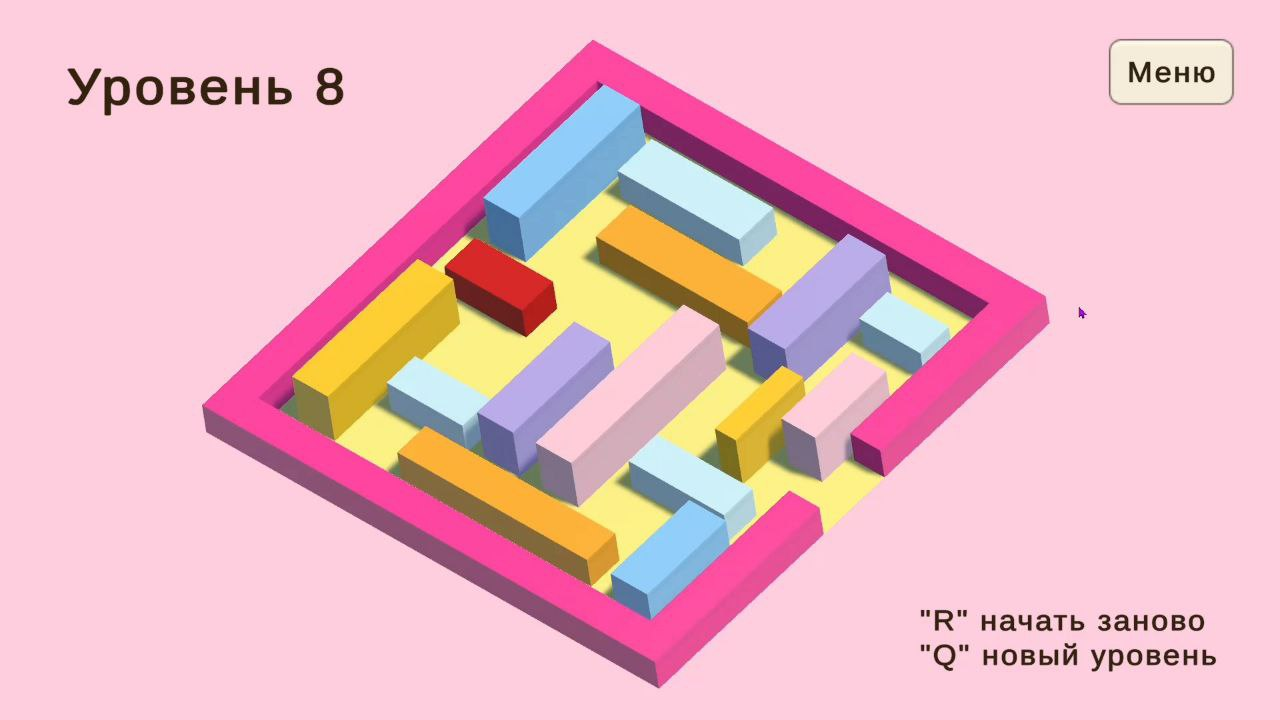 Уровень 8
Меню
"R" начать заново
"Q" новый уровень